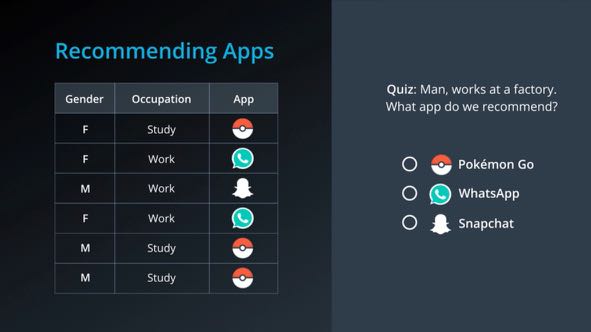 Recommending Apps
Gender Occupation App
F Study
F Work
M Work
F Work
M Study
M Study
Quiz: Man, works at a factory.
What app do we recommend?
Pokémon Go
WhatsApp
Snapchat